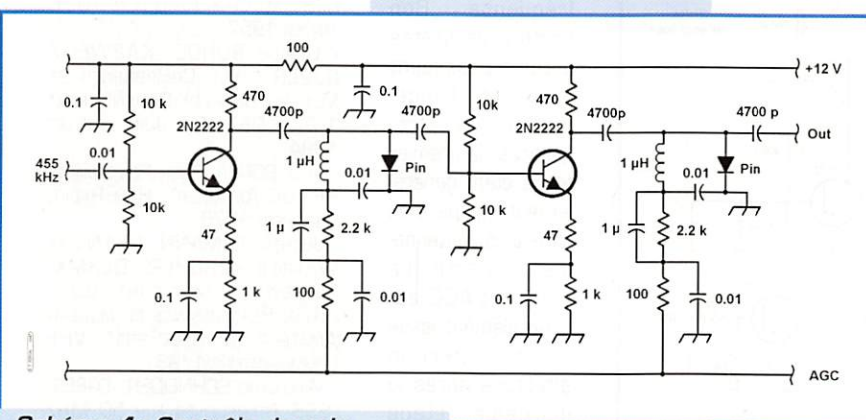 100
+12 V
0.1
10 k
470
0.1
10k
470
4700p
4700p
4700p
4700 p
2N2222
2N2222
Out
455
kHz
0.01
1 µH
Pin
0.01
1 µH
Pin
0.01
10k
10 k
47
1 µ
2.2 k
47
1 µ
2.2 k
0.1
1 k
100
0.01
0.1
1 k
100
0.01
AGC